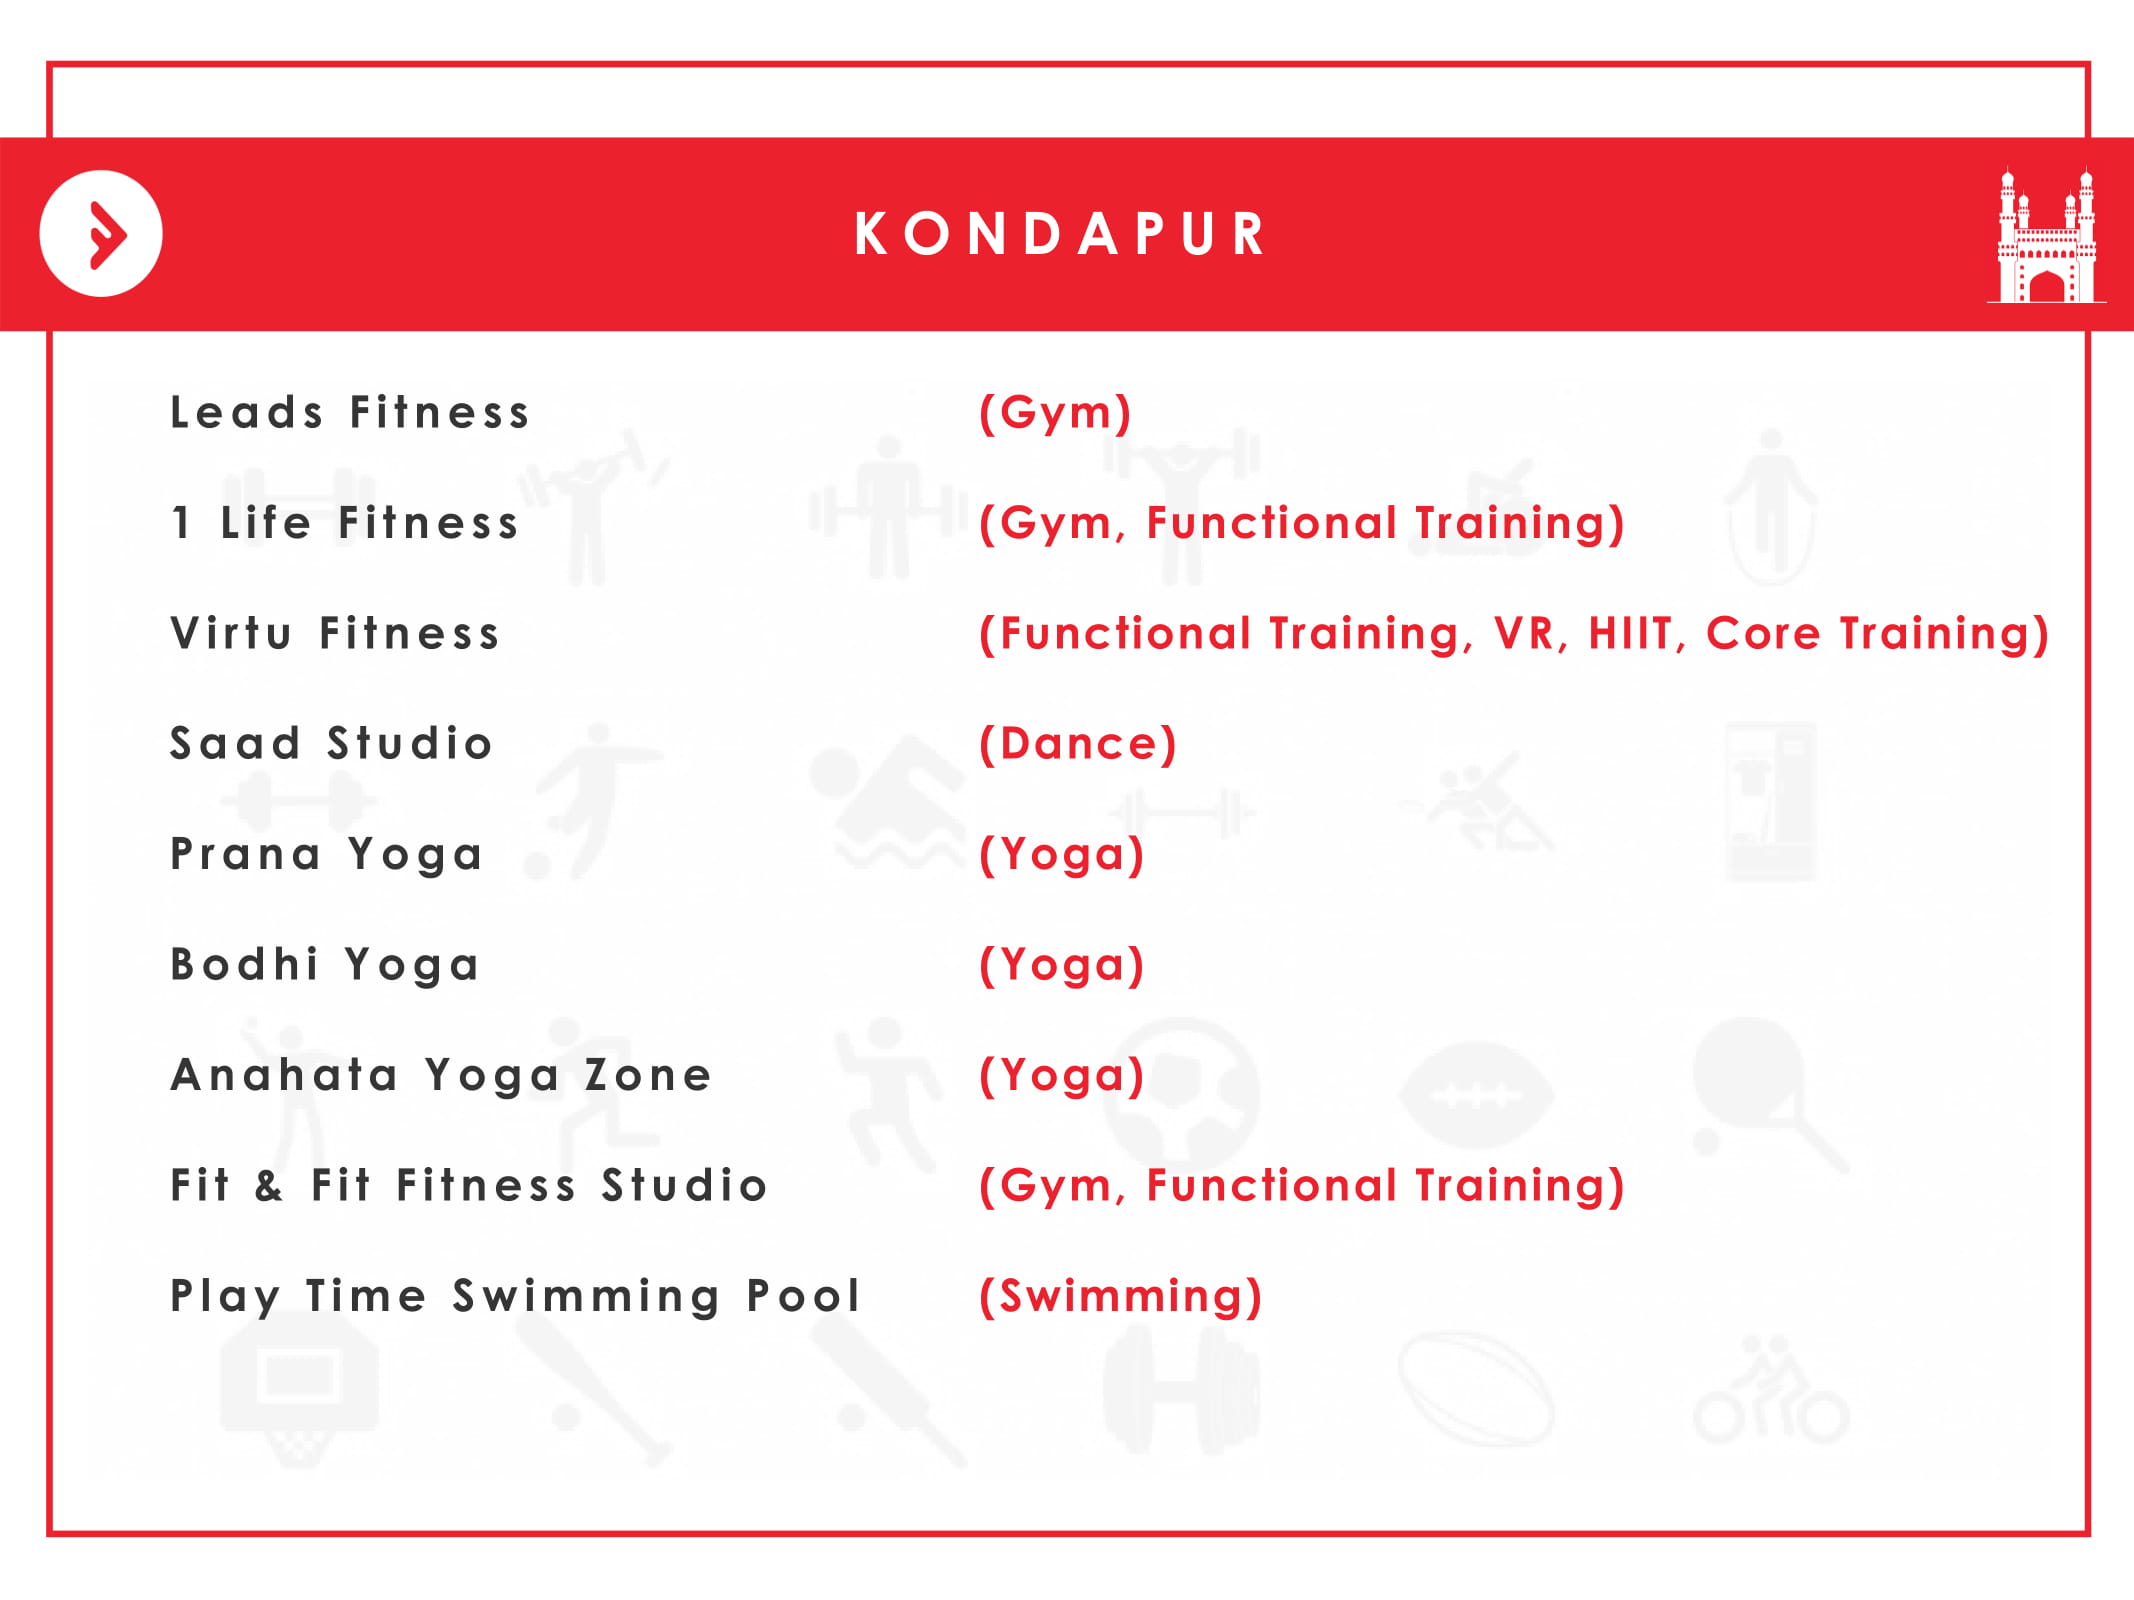 KONDAPUR
Leads Fitness (Gym)
1 Life Fitness (Gym, Functional Training)
Virtu Fitness (Functional Training, VR, HIIT, Core Training)
Saad Studio (Dance)
Prana Yoga (Yoga)
Bodhi Yoga (Yoga)
Anahata Yoga Zone (Yoga)
Fit & Fit Fitness Studio (Gym, Functional Training)
Play Time Swimming Pool (Swimming)